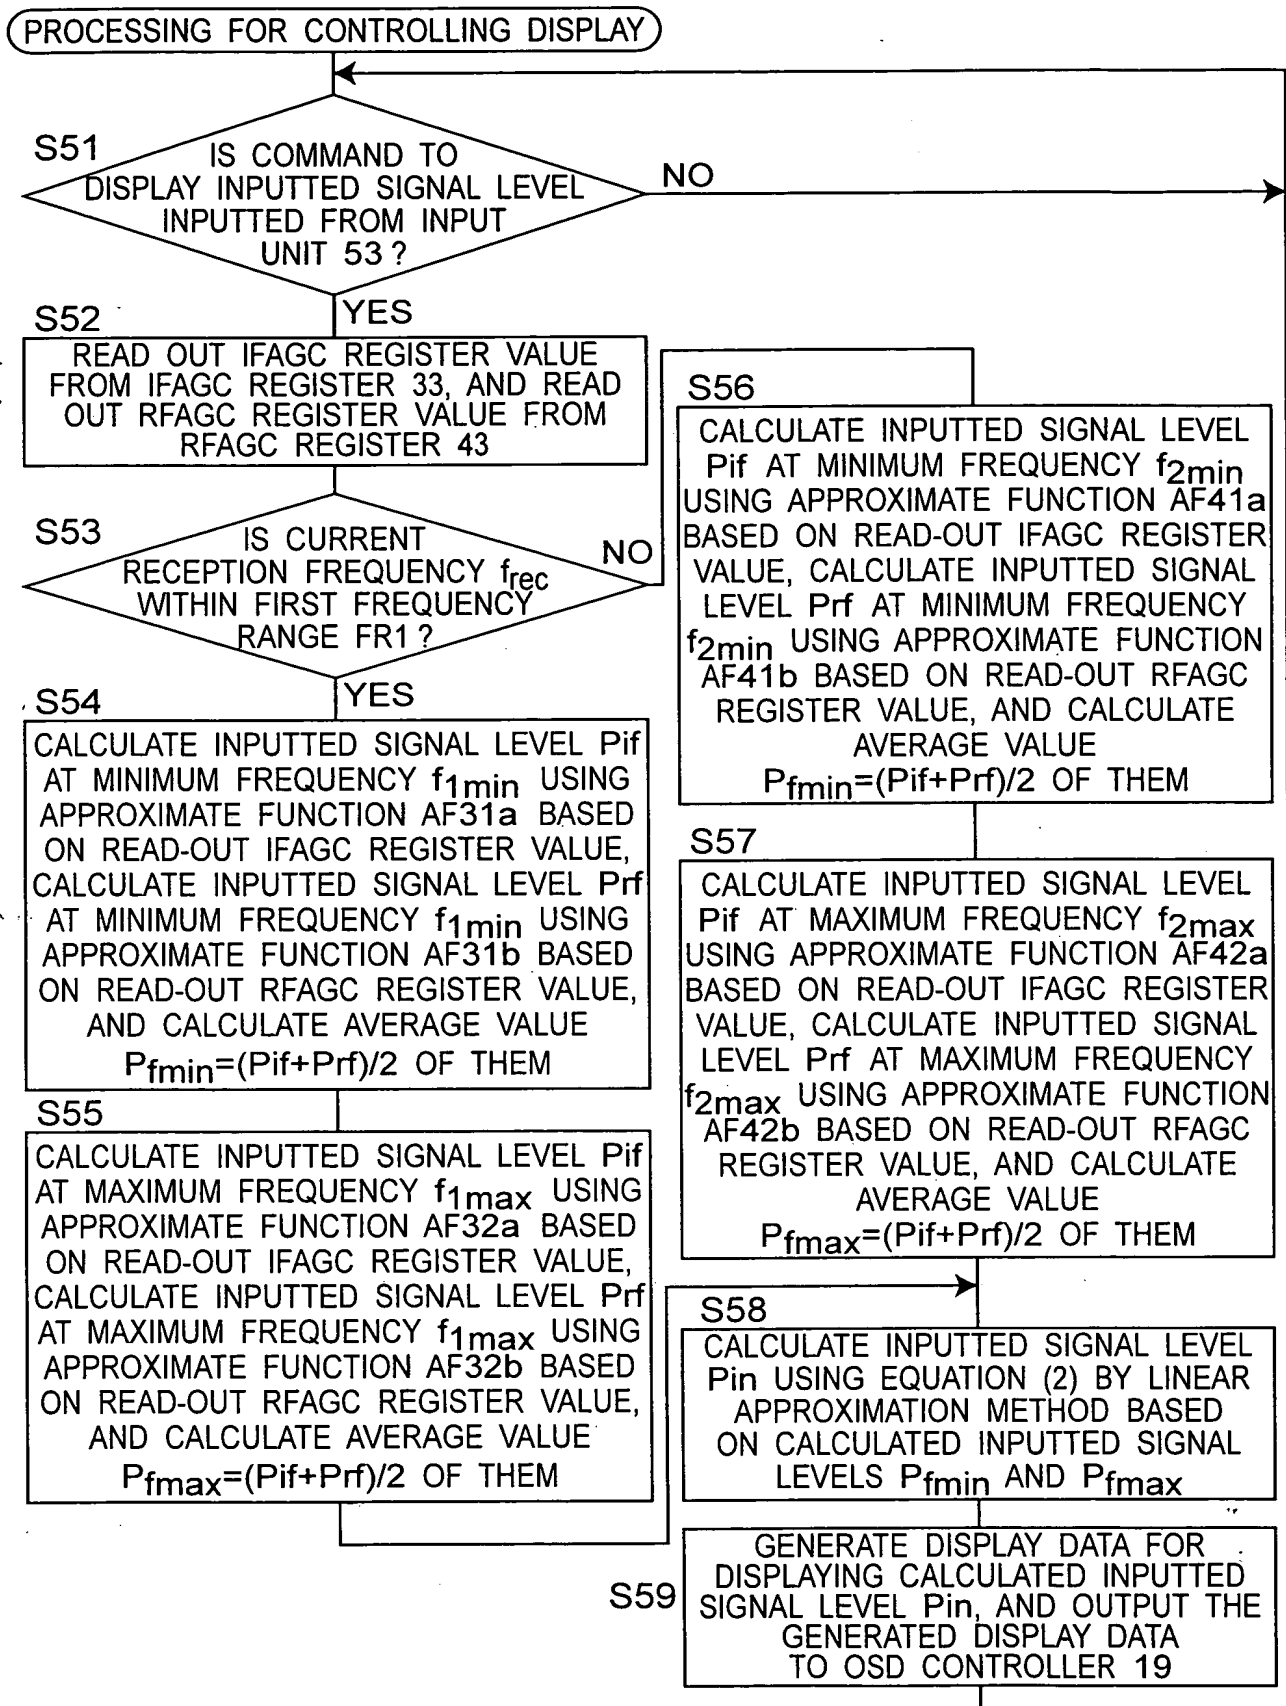 PROCESSING FOR CONTROLLING DISPLAY
S51
IS COMMAND TO
DISPLAY INPUTTED SIGNAL LEVEL
INPUTTED FROM INPUT
UNIT 53 ?
NO
YES
S52
READ OUT IFAGC REGISTER VALUE
FROM IFAGC REGISTER 33, AND READ
OUT RFAGC REGISTER VALUE FROM
RFAGC REGISTER 43
S53
IS CURRENT
RECEPTION FREQUENCY frec
WITHIN FIRST FREQUENCY
RANGE FR1 ?
NO
YES
S54
CALCULATE INPUTTED SIGNAL LEVEL Pif
AT MINIMUM FREQUENCY f1min USING
APPROXIMATE FUNCTION AF31a BASED
ON READ-OUT IFAGC REGISTER VALUE,
CALCULATE INPUTTED SIGNAL LEVEL Prf
AT MINIMUM FREQUENCY f1min USING
APPROXIMATE FUNCTION AF31b BASED
ON READ-OUT RFAGC REGISTER VALUE,
AND CALCULATE AVERAGE VALUE
Pfmin=(Pif+Prf)/2 OF THEM
S55
CALCULATE INPUTTED SIGNAL LEVEL Pif
AT MAXIMUM FREQUENCY f1max USING
APPROXIMATE FUNCTION AF32a BASED
ON READ-OUT IFAGC REGISTER VALUE,
CALCULATE INPUTTED SIGNAL LEVEL Prf
AT MAXIMUM FREQUENCY f1max USING
APPROXIMATE FUNCTION AF32b BASED
ON READ-OUT RFAGC REGISTER VALUE,
AND CALCULATE AVERAGE VALUE
Pfmax=(Pif+Prf)/2 OF THEM
S56
CALCULATE INPUTTED SIGNAL LEVEL
Pif AT MINIMUM FREQUENCY f2min
USING APPROXIMATE FUNCTION AF41a
BASED ON READ-OUT IFAGC REGISTER
VALUE, CALCULATE INPUTTED SIGNAL
LEVEL Prf AT MINIMUM FREQUENCY
f2min USING APPROXIMATE FUNCTION
AF41b BASED ON READ-OUT RFAGC
REGISTER VALUE, AND CALCULATE
AVERAGE VALUE
Pfmin=(Pif+Prf)/2 OF THEM
S57
CALCULATE INPUTTED SIGNAL LEVEL
Pif AT MAXIMUM FREQUENCY f2max
USING APPROXIMATE FUNCTION AF42a
BASED ON READ-OUT IFAGC REGISTER
VALUE, CALCULATE INPUTTED SIGNAL
LEVEL Prf AT MAXIMUM FREQUENCY
f2max USING APPROXIMATE FUNCTION
AF42b BASED ON READ-OUT RFAGC
REGISTER VALUE, AND CALCULATE
AVERAGE VALUE
Pfmax=(Pif+Prf)/2 OF THEM
S58
CALCULATE INPUTTED SIGNAL LEVEL
Pin USING EQUATION (2) BY LINEAR
APPROXIMATION METHOD BASED
ON CALCULATED INPUTTED SIGNAL
LEVELS Pfmin AND Pfmax
S59
GENERATE DISPLAY DATA FOR
DISPLAYING CALCULATED INPUTTED
SIGNAL LEVEL Pin, AND OUTPUT THE
GENERATED DISPLAY DATA
TO OSD CONTROLLER 19